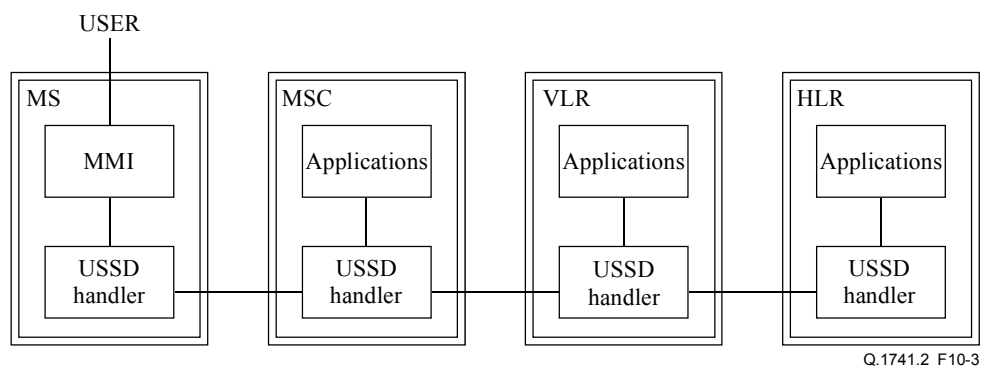 USER
MS
MSC
VLR
HLR
MMI
Applications
Applications
Applications
USSD
handler
USSD
handler
USSD
handler
USSD
handler
Q.1741.2 F10-3